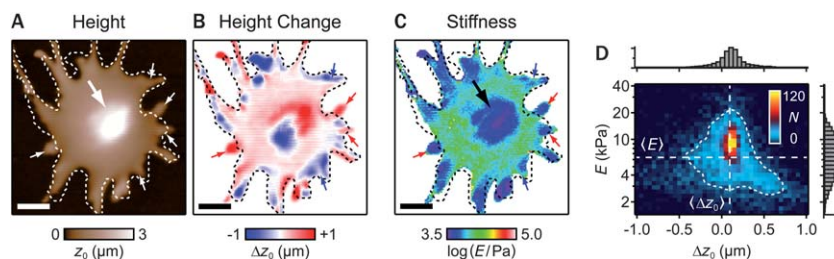 A Height
B Height Change
C Stiffness
D
1
0 3
z₀ (μm)
-1 +1
Δz₀ (μm)
3.5 5.0
log(E/Pa)
40
20
10
6
4
2
E (kPa)
⟨E⟩
⟨Δz₀⟩
120
N
0
-1.0 -0.5 0.0 0.5 1.0
Δz₀ (μm)